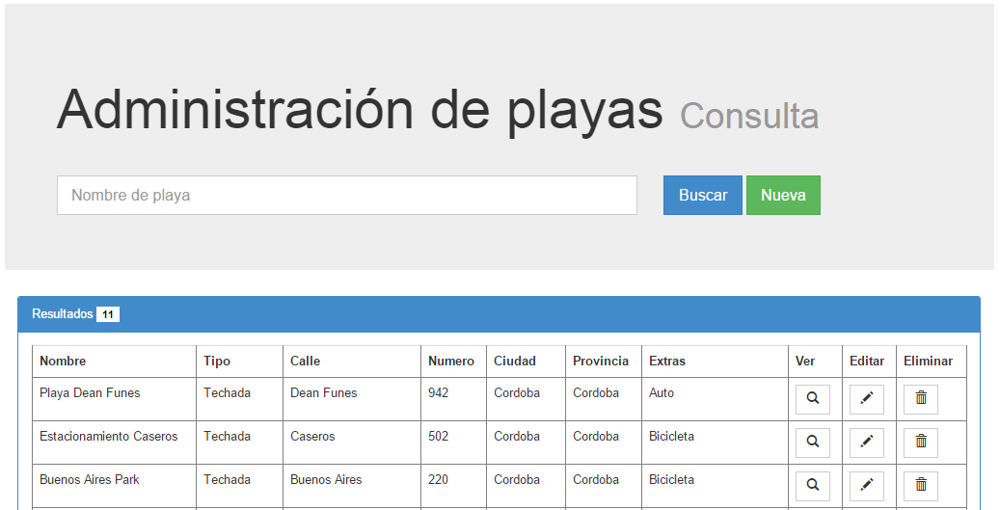 Administración de playas Consulta
Nombre de playa
Buscar Nueva
Resultados 11
Nombre Tipo Calle Numero Ciudad Provincia Extras Ver Editar Eliminar
Playa Dean Funes Techada Dean Funes 942 Cordoba Cordoba Auto
Estacionamiento Caseros Techada Caseros 502 Cordoba Cordoba Bicicleta
Buenos Aires Park Techada Buenos Aires 220 Cordoba Cordoba Bicicleta